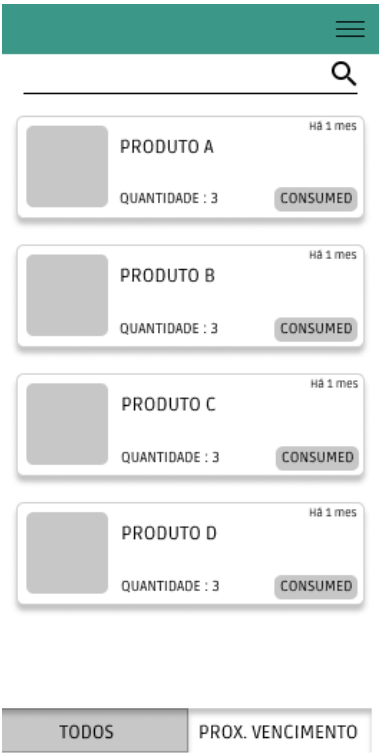 Há 1 mes
PRODUTO A
QUANTIDADE : 3
CONSUMED
Há 1 mes
PRODUTO B
QUANTIDADE : 3
CONSUMED
Há 1 mes
PRODUTO C
QUANTIDADE : 3
CONSUMED
Há 1 mes
PRODUTO D
QUANTIDADE : 3
CONSUMED
TODOS
PROX. VENCIMENTO